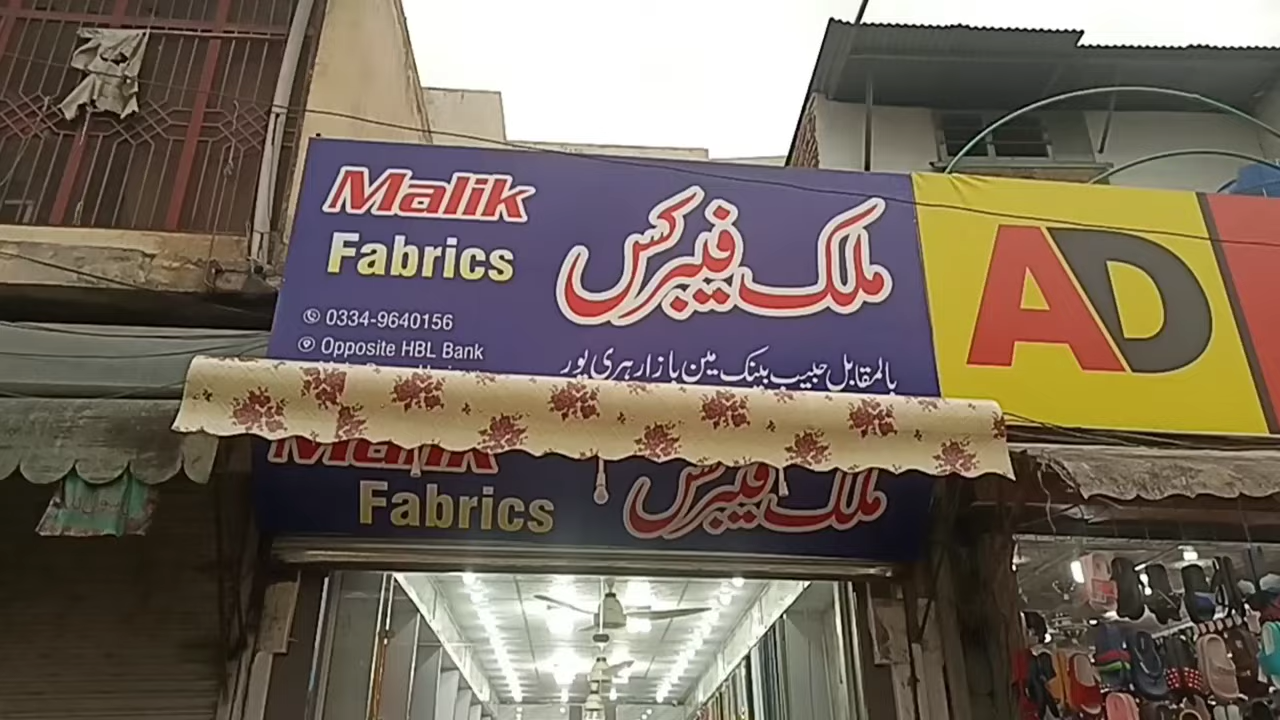 Malik
Fabrics
ملک فیبرکس
0334-9640156
Opposite HBL Bank
بالمقابل حبیب بینک مین بازار ہری پور
AD
Malik
Fabrics
ملک فیبرکس